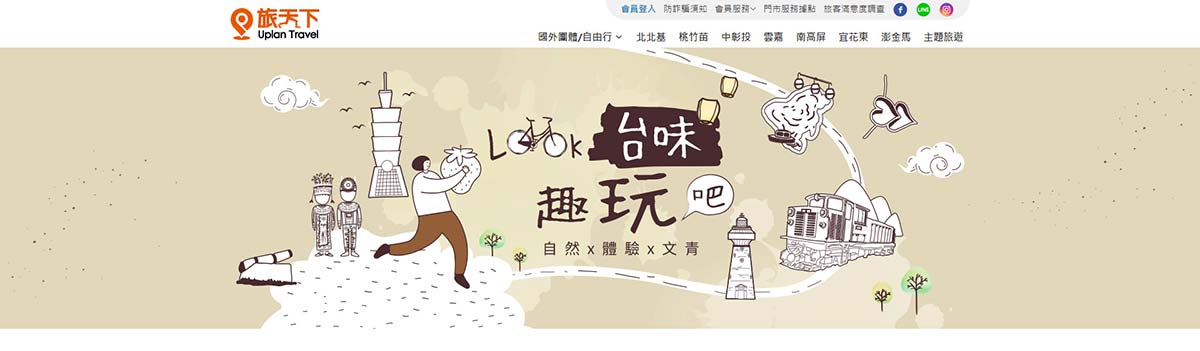 旅天下
Uplan Travel
會員登入 防詐騙須知 會員服務 門市服務據點 旅客滿意度調查 f LINE
國外團體/自由行 北北基 桃竹苗 中彰投 雲嘉 南高屏 宜花東 澎金馬 主題旅遊
Look 台味
趣玩吧
自然x體驗x文青